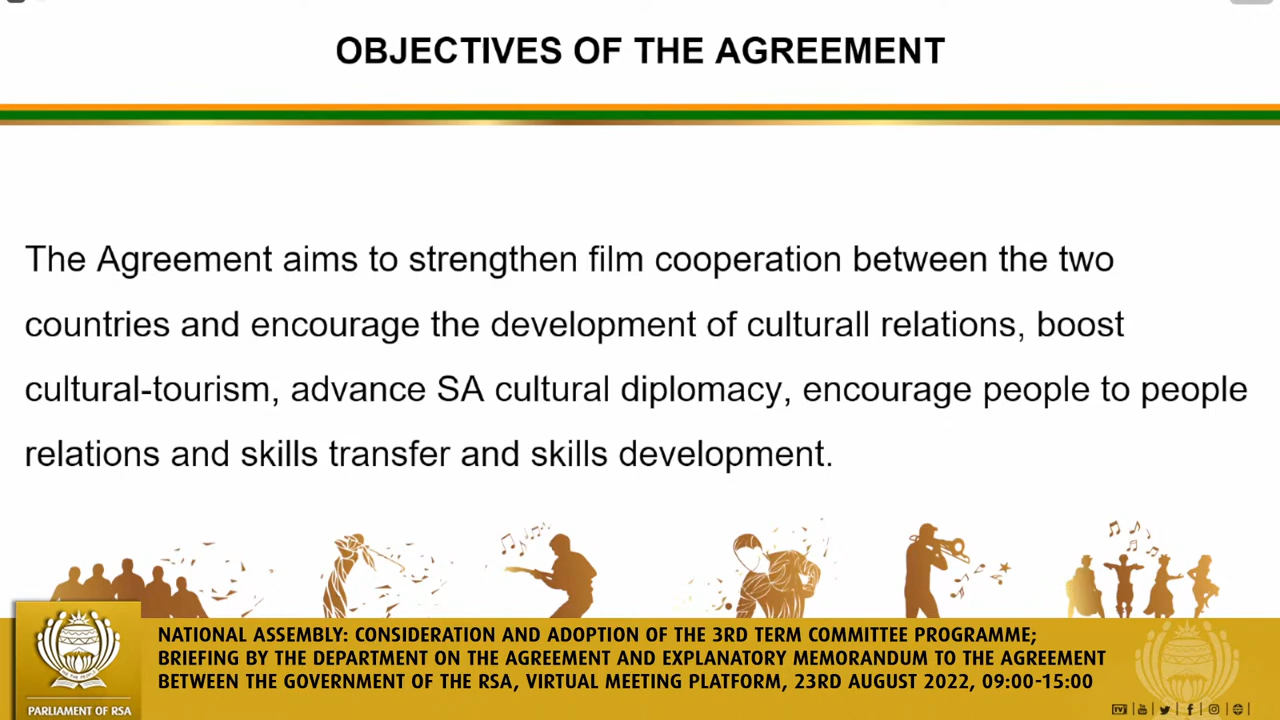 OBJECTIVES OF THE AGREEMENT
The Agreement aims to strengthen film cooperation between the two
countries and encourage the development of culturall relations, boost
cultural-tourism, advance SA cultural diplomacy, encourage people to people
relations and skills transfer and skills development.
NATIONAL ASSEMBLY: CONSIDERATION AND ADOPTION OF THE 3RD TERM COMMITTEE PROGRAMME;
BRIEFING BY THE DEPARTMENT ON THE AGREEMENT AND EXPLANATORY MEMORANDUM TO THE AGREEMENT
BETWEEN THE GOVERNMENT OF THE RSA, VIRTUAL MEETING PLATFORM, 23RD AUGUST 2022, 09:00-15:00
PARLIAMENT OF RSA